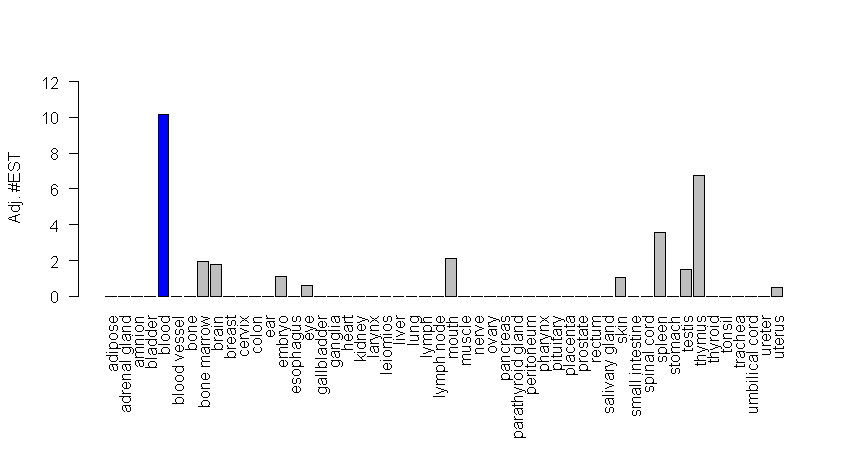 Adj. #EST
12
10
8
6
4
2
0
adipose
adrenal gland
amnion
bladder
blood
blood vessel
bone
bone marrow
brain
breast
cervix
colon
ear
embryo
esophagus
eye
gallbladder
ganglia
heart
kidney
larynx
leiomios
liver
lung
lymph
lymph node
mouth
muscle
nerve
ovary
pancreas
parathyroid gland
peritoneum
pharynx
pituitary
placenta
prostate
rectum
salivary gland
skin
small intestine
spinal cord
spleen
stomach
testis
thymus
thyroid
tonsil
trachea
umbilical cord
ureter
uterus